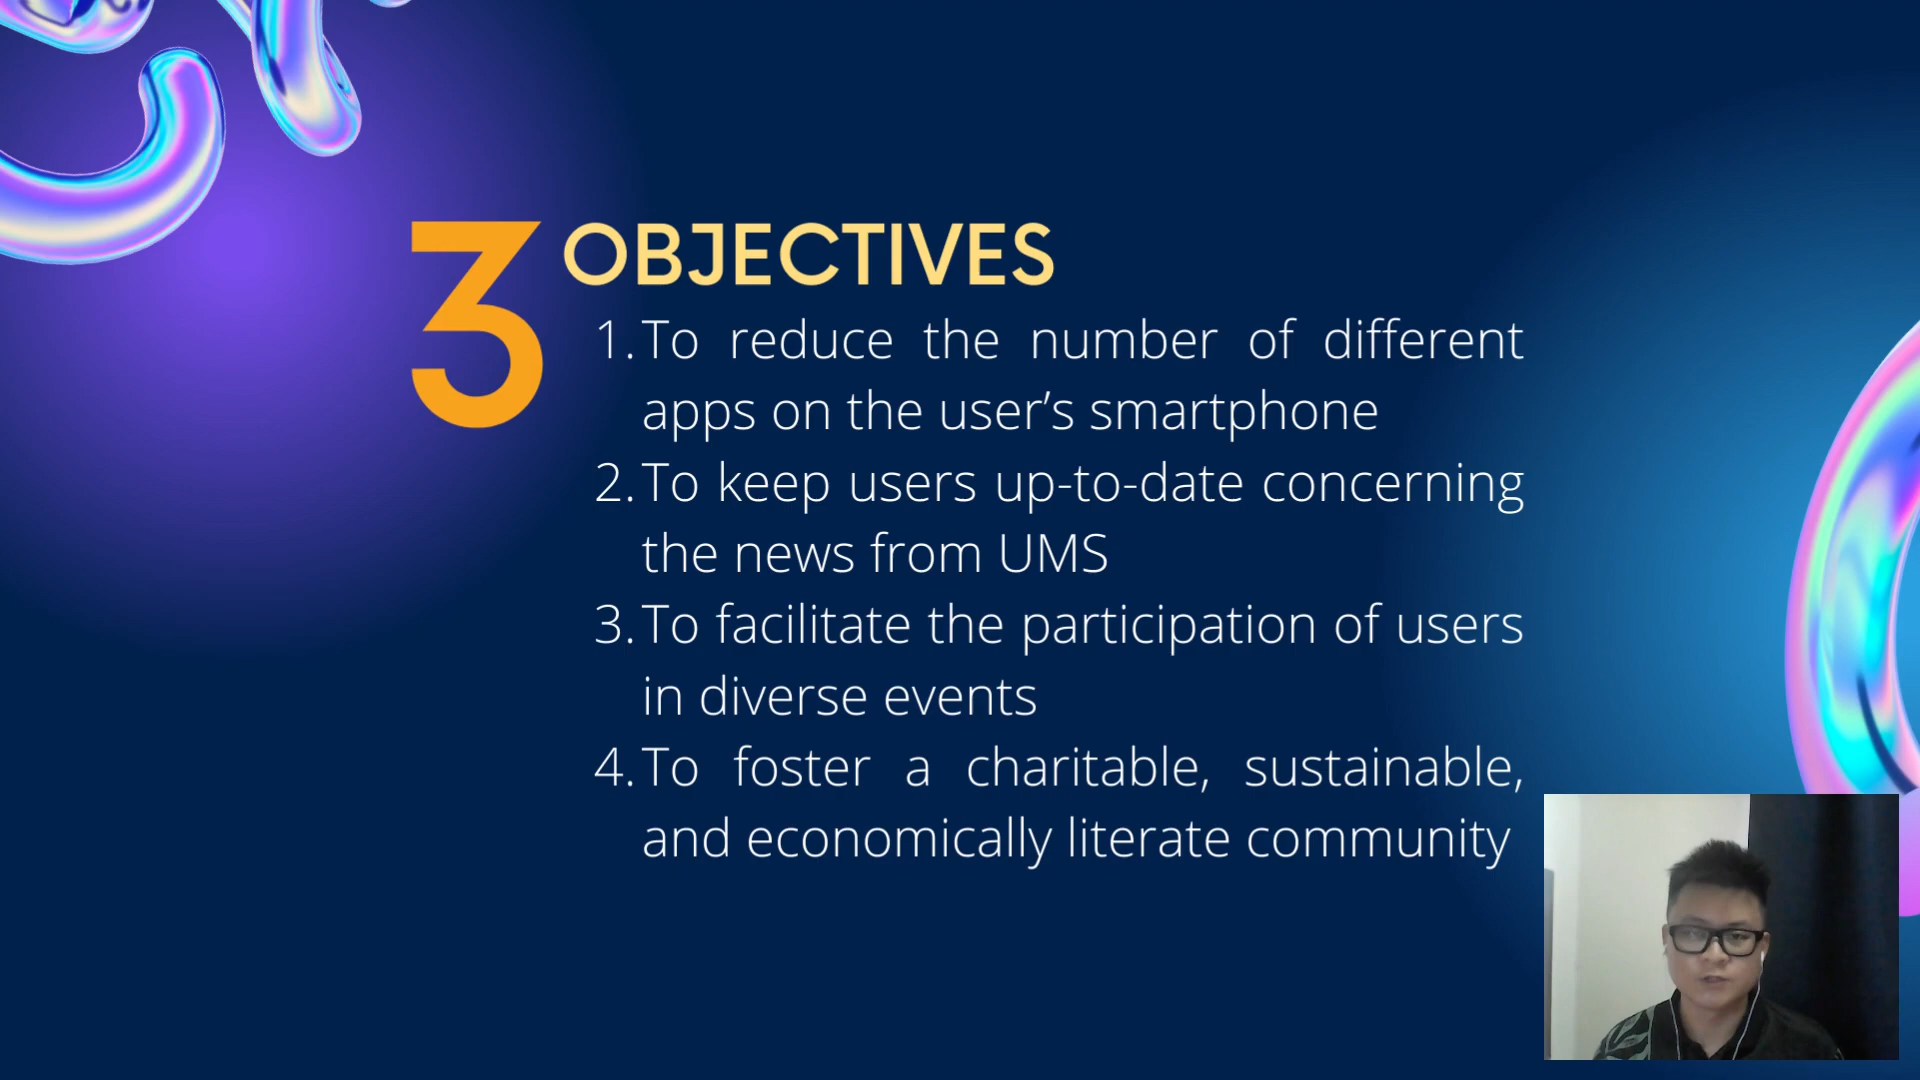 3 OBJECTIVES
1. To reduce the number of different
apps on the user’s smartphone
2. To keep users up-to-date concerning
the news from UMS
3. To facilitate the participation of users
in diverse events
4. To foster a charitable, sustainable,
and economically literate community